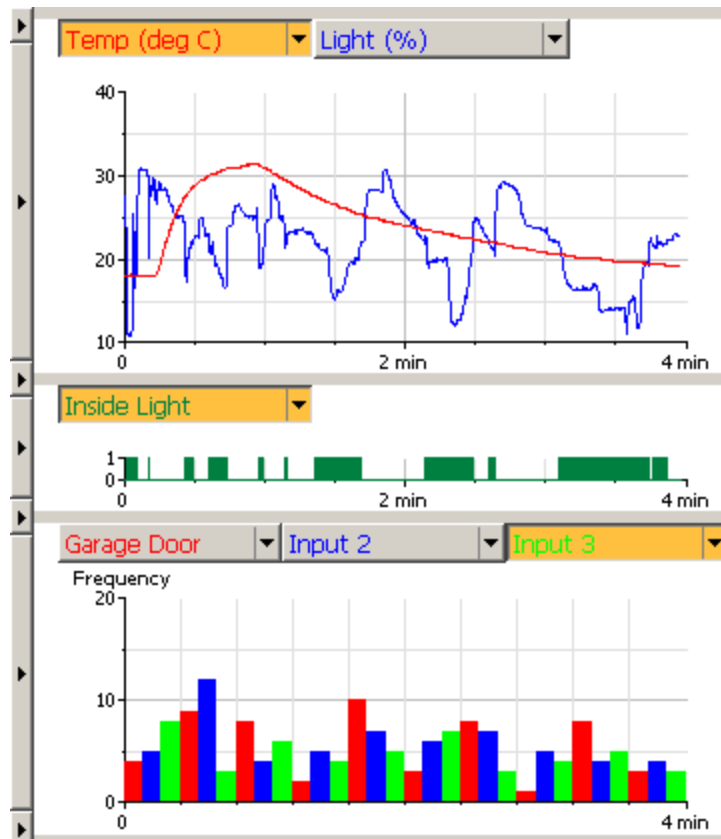 Temp (deg C) Light (%)
40
30
20
10
0 2 min 4 min
Inside Light
1
0
0 2 min 4 min
Garage Door Input 2 Input 3
Frequency
20
10
0
0 4 min